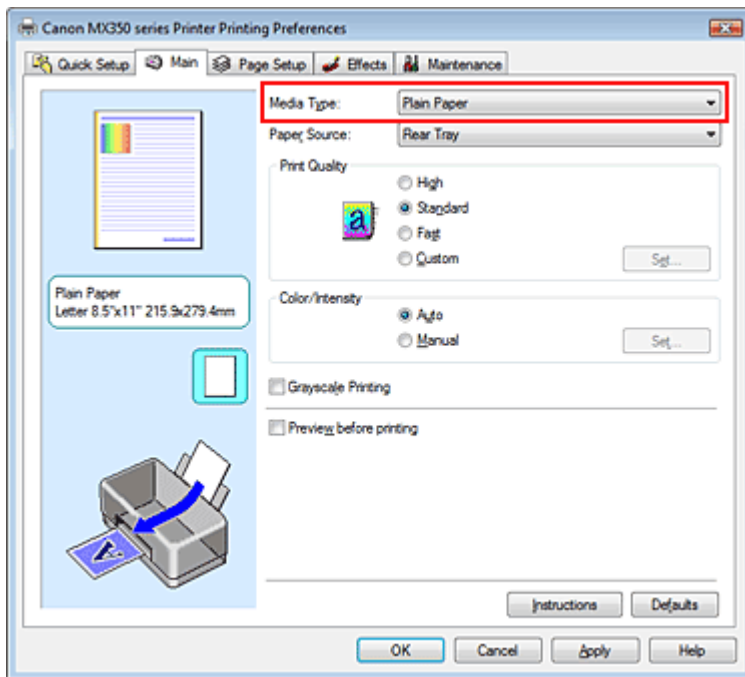 Canon MX350 series Printer Printing Preferences
Quick Setup Main Page Setup Effects Maintenance
Media Type: Plain Paper
Paper Source: Rear Tray
Print Quality
High
a Standard
Fast
Custom Set...
Plain Paper
Letter 8.5"x11" 215.9x279.4mm
Color/Intensity
Auto
Manual Set...
Grayscale Printing
Preview before printing
A
Instructions Defaults
OK Cancel Apply Help